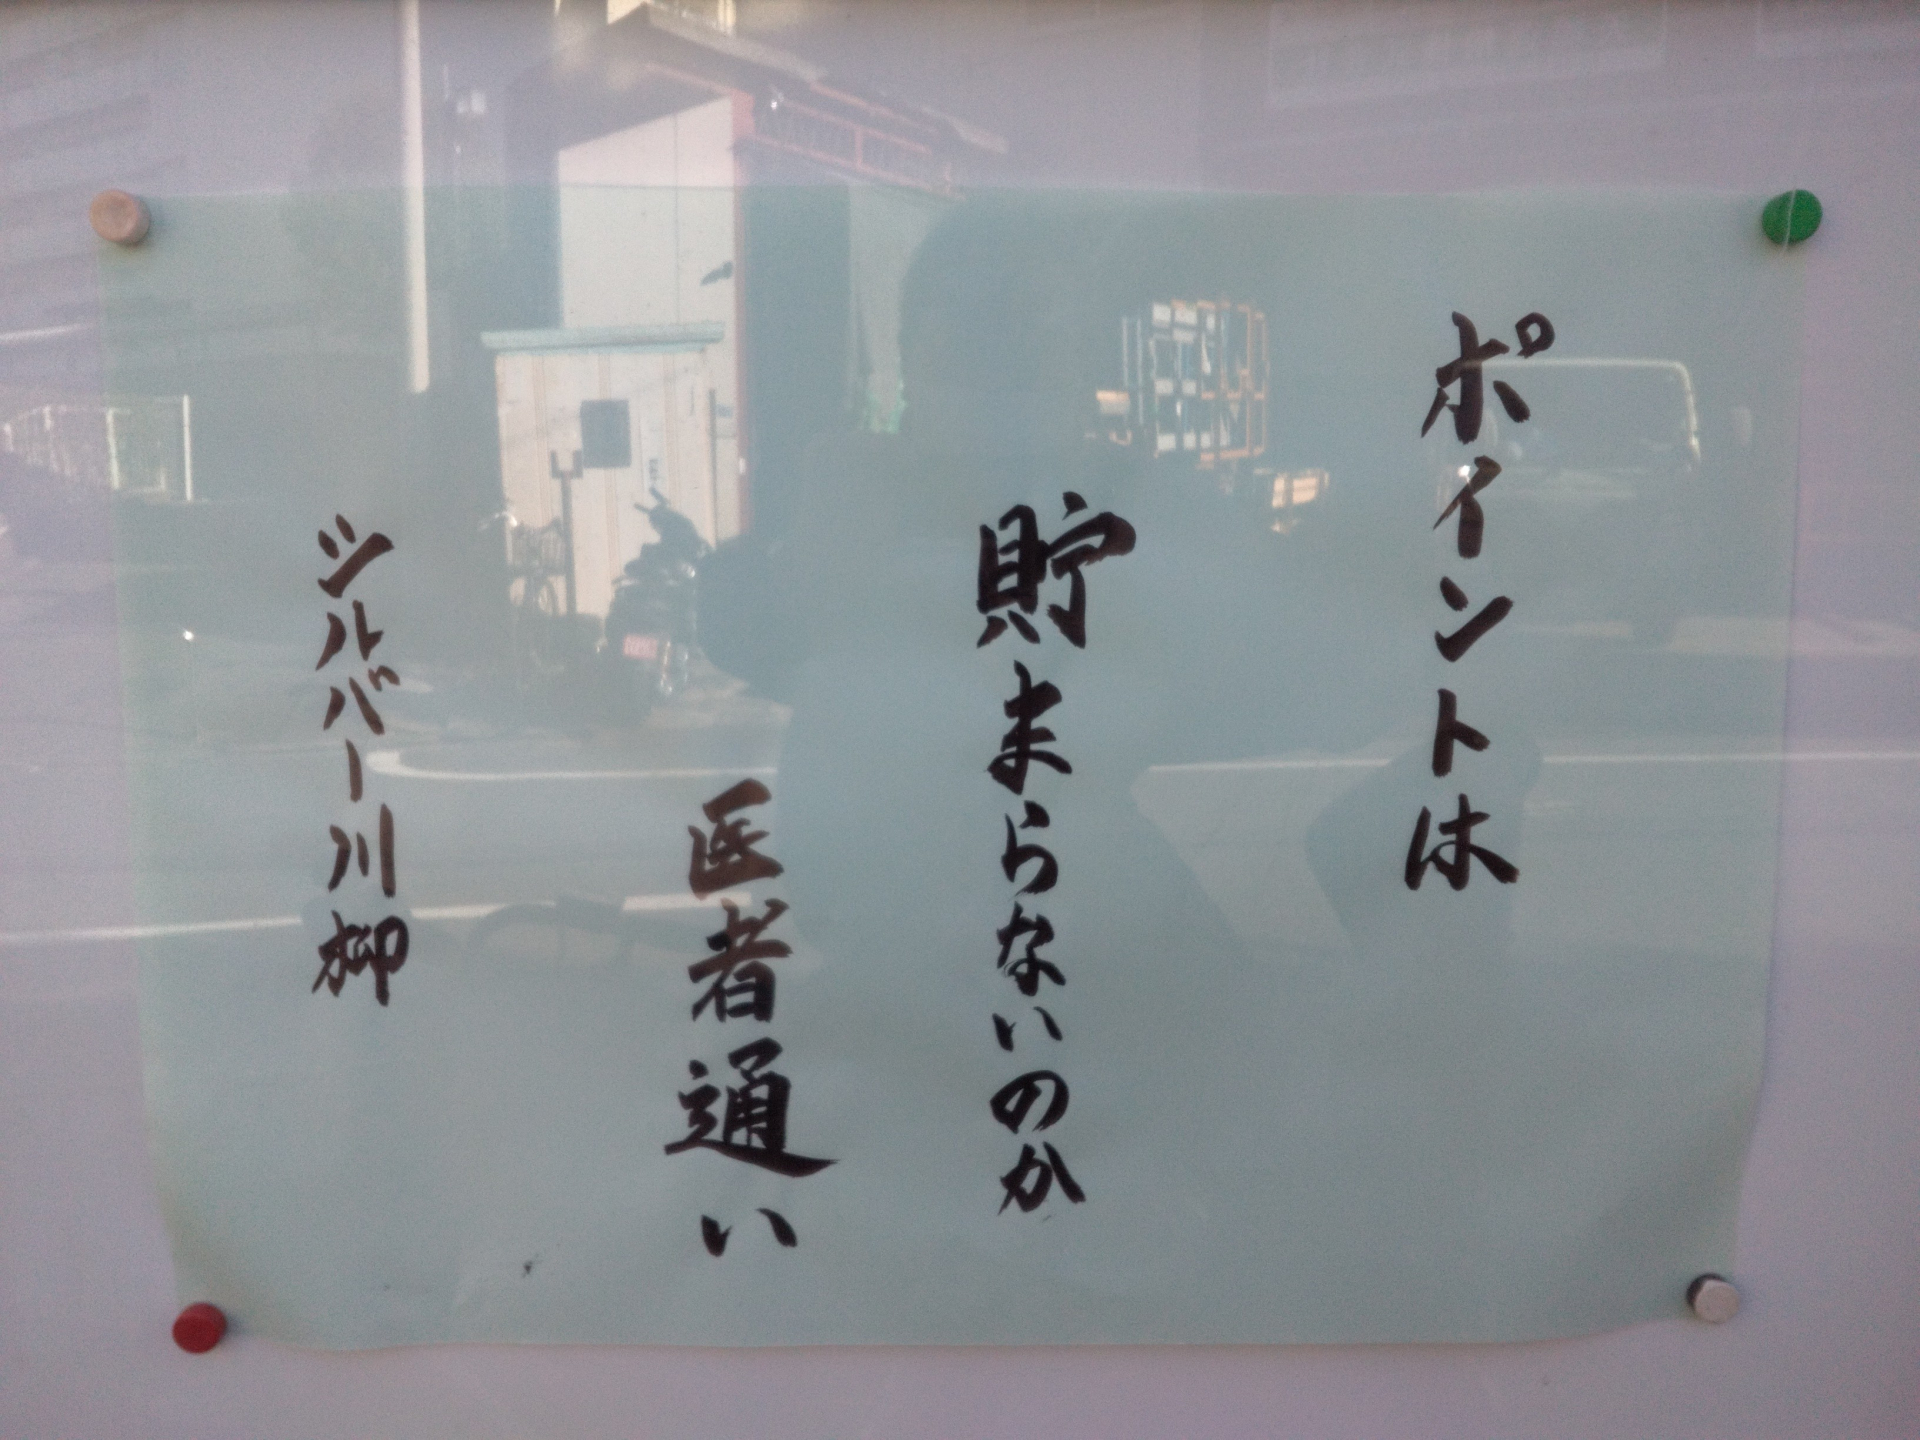 ポイントは
貯まらないのか
医者通い
シルバー川柳